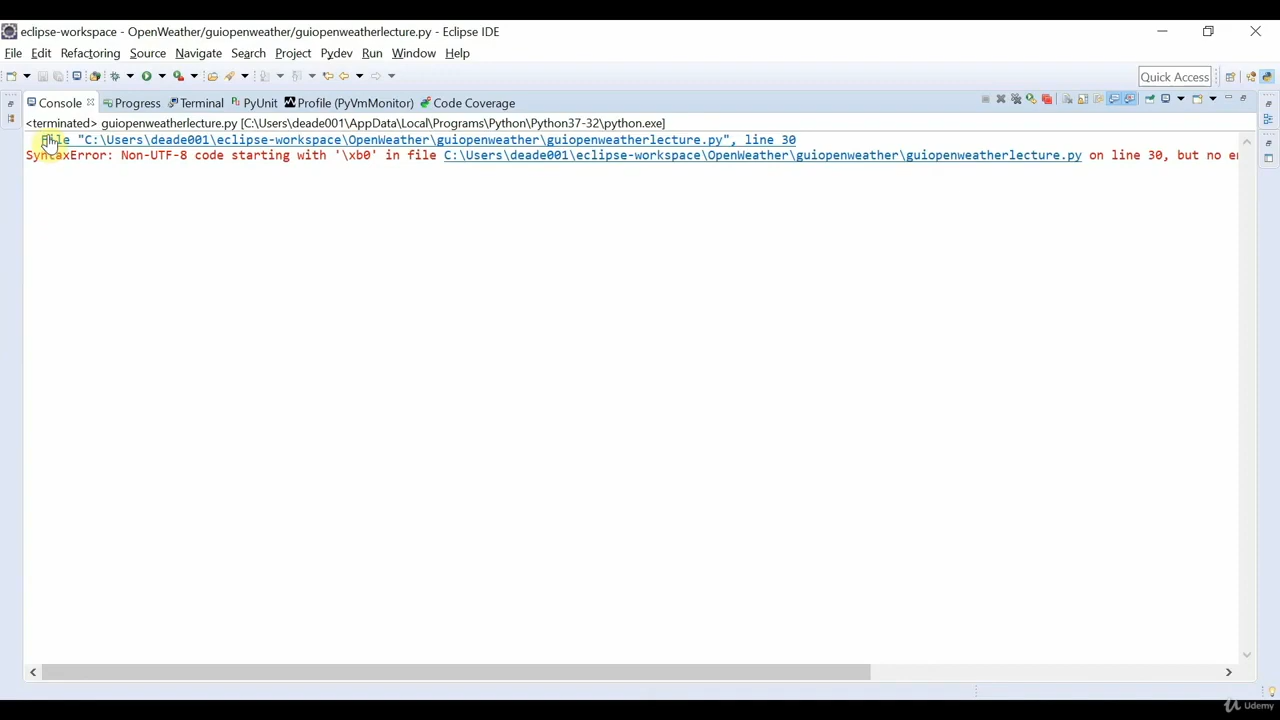 eclipse-workspace - OpenWeather/guiopenweather/guiopenweatherlecture.py - Eclipse IDE
File Edit Refactoring Source Navigate Search Project Pydev Run Window Help
Quick Access
Console Progress Terminal PyUnit Profile (PyVmMonitor) Code Coverage
<terminated> guiopenweatherlecture.py [C:\Users\deade001\AppData\Local\Programs\Python\Python37-32\python.exe]
File "C:\Users\deade001\eclipse-workspace\OpenWeather\guiopenweather\guiopenweatherlecture.py", line 30
SyntaxError: Non-UTF-8 code starting with '\xb0' in file C:\Users\deade001\eclipse-workspace\OpenWeather\guiopenweather\guiopenweatherlecture.py on line 30, but no
Udemy